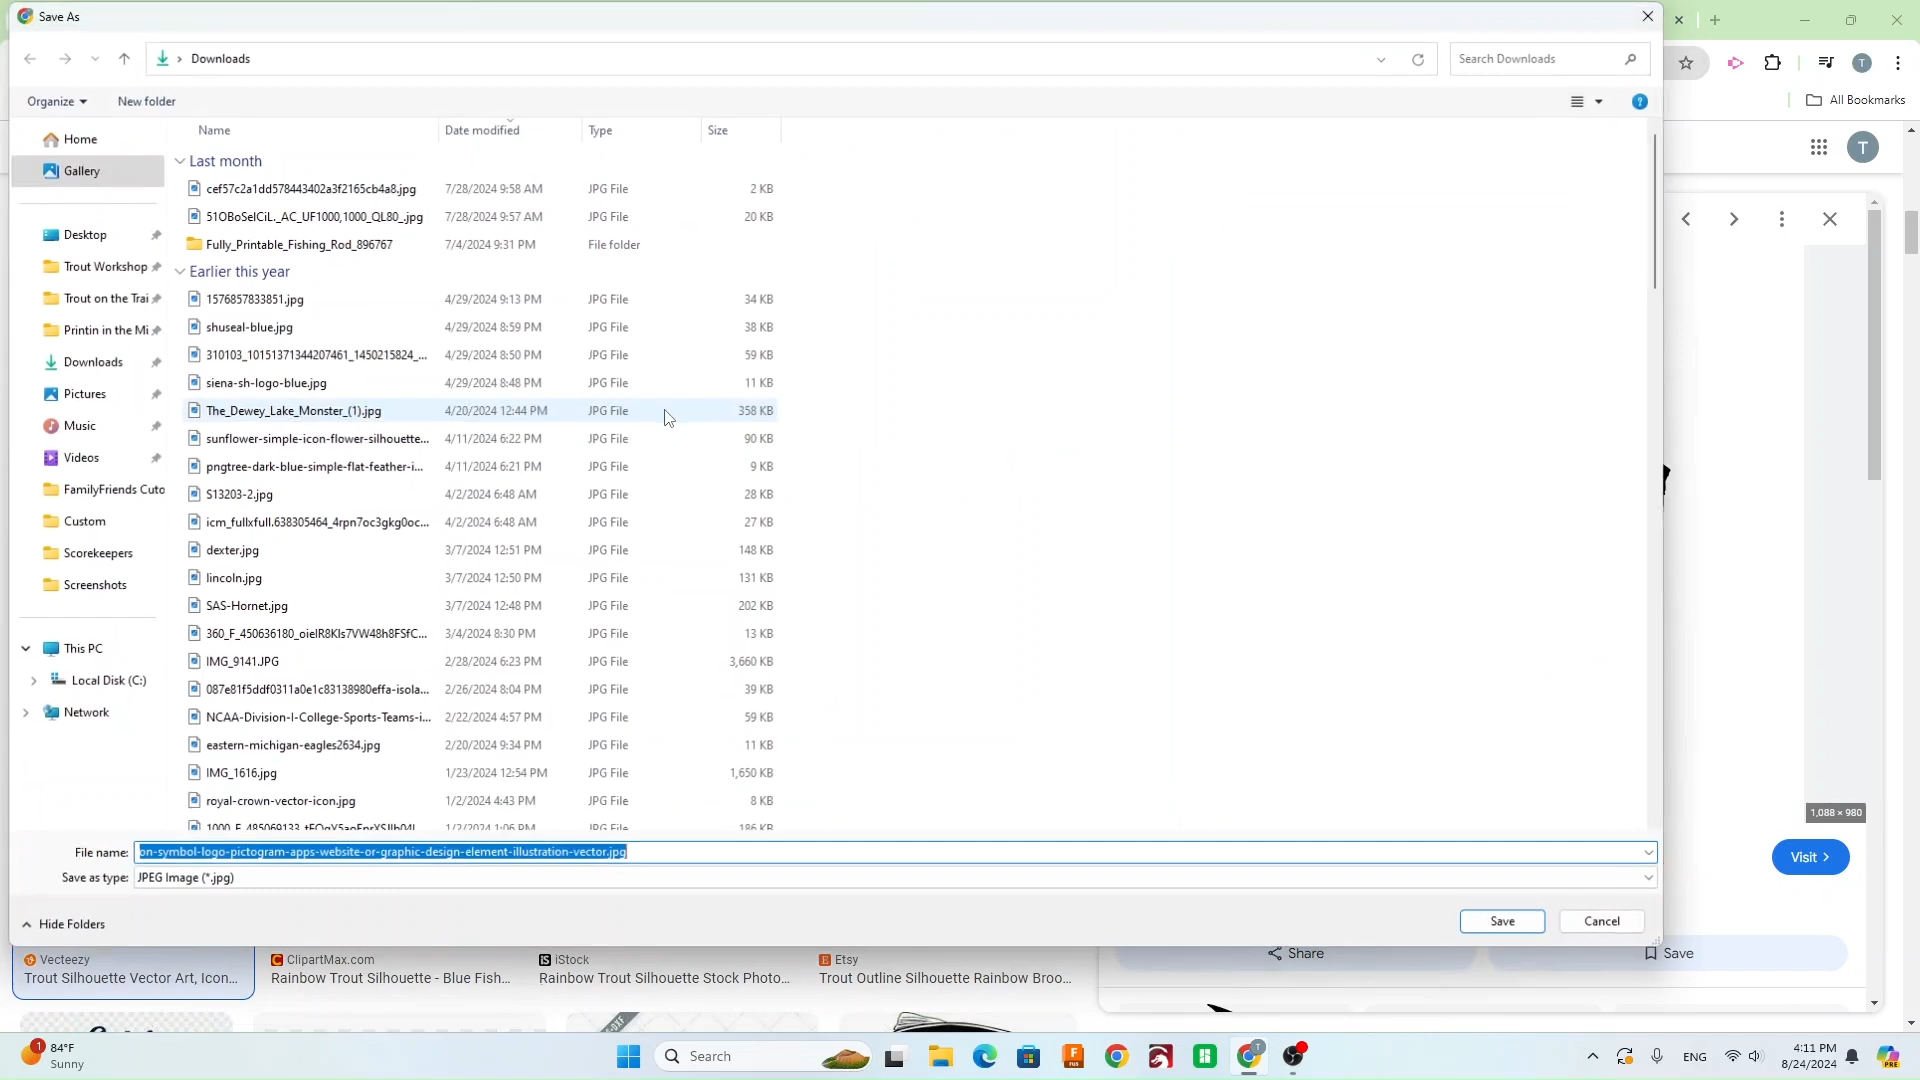 Save As
Downloads
Search Downloads
Organize
New folder
All Bookmarks
Name Date modified Type Size
Home
Gallery
T
Desktop
Trout Workshop
Trout on the Trai
Printin in the Mi
Downloads
Pictures
Music
Videos
FamilyFriends Cuto
Custom
Scorekeepers
Screenshots
This PC
Local Disk (C:)
Network
Last month
cef57c2a1dd578443402a3f2165cb4a8.jpg 7/28/2024 9:58 AM JPG File 2 KB
51OBoSelCiL._AC_UF1000,1000_QL80_.jpg 7/28/2024 9:57 AM JPG File 20 KB
Fully_Printable_Fishing_Rod_896767 7/4/2024 9:31 PM File folder
Earlier this year
1576857833851.jpg 4/29/2024 9:13 PM JPG File 34 KB
shuseal-blue.jpg 4/29/2024 8:59 PM JPG File 38 KB
310103_10151371344207461_1450215824_... 4/29/2024 8:50 PM JPG File 59 KB
siena-sh-logo-blue.jpg 4/29/2024 8:48 PM JPG File 11 KB
The_Dewey_Lake_Monster_(1).jpg 4/20/2024 12:44 PM JPG File 358 KB
sunflower-simple-icon-flower-silhouette... 4/11/2024 6:22 PM JPG File 90 KB
pngtree-dark-blue-simple-flat-feather-i... 4/11/2024 6:21 PM JPG File 9 KB
S13203-2.jpg 4/2/2024 6:48 AM JPG File 28 KB
icm_fullxfull.638305464_4rpn7oc3gkg0oc... 4/2/2024 6:48 AM JPG File 27 KB
dexter.jpg 3/7/2024 12:51 PM JPG File 148 KB
lincoln.jpg 3/7/2024 12:50 PM JPG File 131 KB
SAS-Hornet.jpg 3/7/2024 12:48 PM JPG File 202 KB
360_F_450636180_oieIR8KIs7VW48h8FSfC... 3/4/2024 8:30 PM JPG File 13 KB
IMG_9141.JPG 2/28/2024 6:23 PM JPG File 3,660 KB
087e81f5ddf0311a0e1c83138980effa-isola... 2/26/2024 8:04 PM JPG File 39 KB
NCAA-Division-I-College-Sports-Teams-i... 2/22/2024 4:57 PM JPG File 59 KB
eastern-michigan-eagles2634.jpg 2/20/2024 9:34 PM JPG File 11 KB
IMG_1616.jpg 1/23/2024 12:54 PM JPG File 1,650 KB
royal-crown-vector-icon.jpg 1/2/2024 4:43 PM JPG File 8 KB
1/2/2024 1:06 PM JPG File 186 KB
1,088 × 980
File name: on-symbol-logo-pictogram-apps-website-or-graphic-design-element-illustration-vector.jpg
Save as type: JPEG Image (*.jpg)
Visit
Hide Folders
Save
Cancel
Share
Save
Vecteezy
Trout Silhouette Vector Art, Icon...
ClipartMax.com
Rainbow Trout Silhouette - Blue Fish...
iStock
Rainbow Trout Silhouette Stock Photo...
Etsy
Trout Outline Silhouette Rainbow Broo...
1
84°F
Sunny
Search
ENG
4:11 PM
8/24/2024